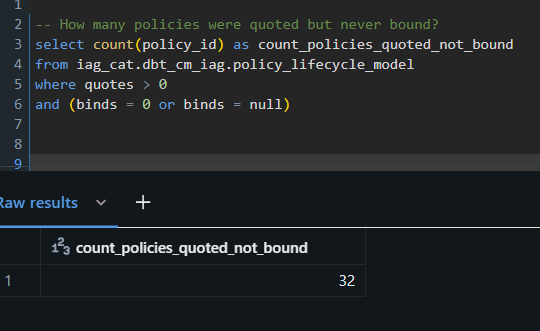 1
2 -- How many policies were quoted but never bound?
3 select count(policy_id) as count_policies_quoted_not_bound
4 from iag_cat.dbt_cm_iag.policy_lifecycle_model
5 where quotes > 0
6 and (binds = 0 or binds = null)
7
8
9
Raw results
+
123 count_policies_quoted_not_bound
1 32